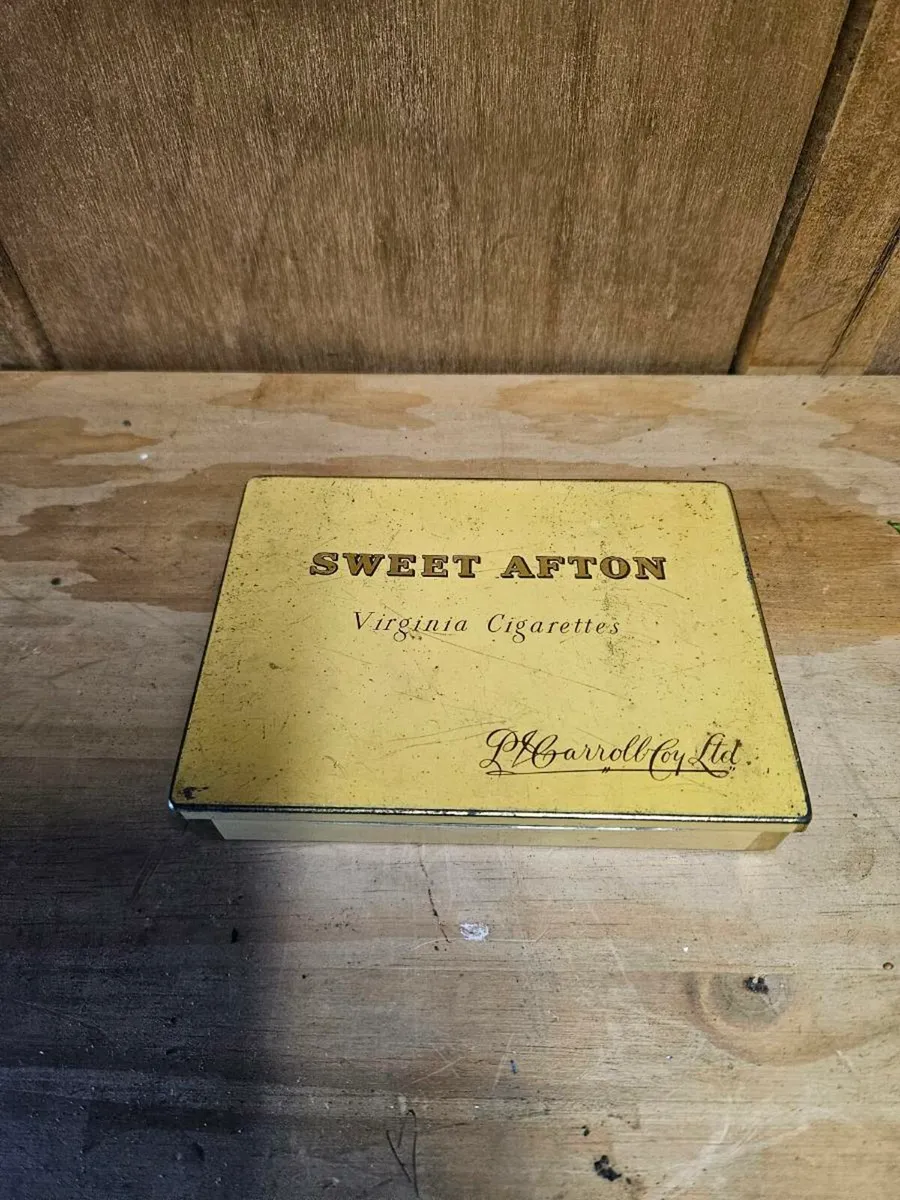 SWEET AFTON
Virginia Cigarettes
P.J. Carroll & Coy Ltd.